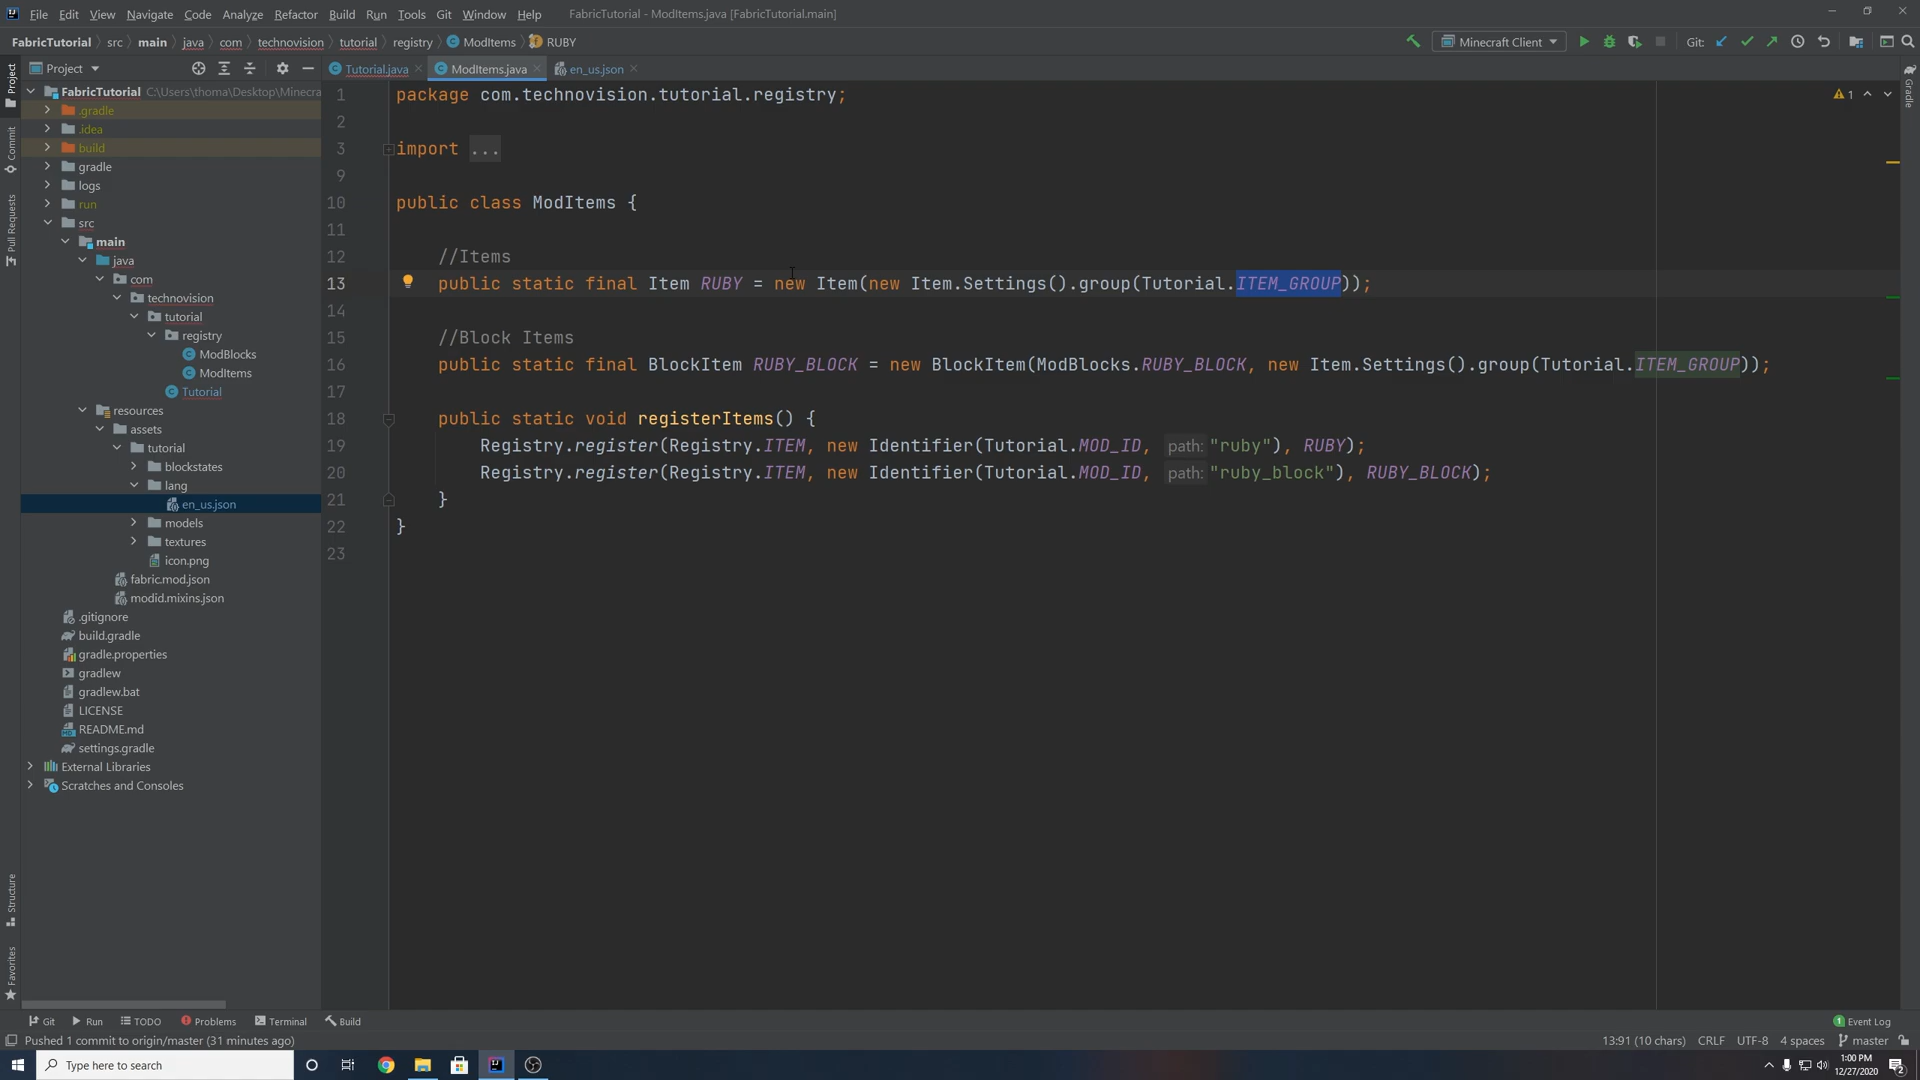 File Edit View Navigate Code Analyze Refactor Build Run Tools Git Window Help FabricTutorial - ModItems.java [FabricTutorial.main]
FabricTutorial src main java com technovision tutorial registry ModItems RUBY Minecraft Client Git:
Project Tutorial.java ModItems.java en_us.json
FabricTutorial C:\Users\thoma\Desktop\Minecra
.gradle
.idea
build
gradle
logs
run
src
main
java
com
technovision
tutorial
registry
ModBlocks
ModItems
Tutorial
resources
assets
tutorial
blockstates
lang
en_us.json
models
textures
icon.png
fabric.mod.json
modid.mixins.json
.gitignore
build.gradle
gradle.properties
gradlew
gradlew.bat
LICENSE
README.md
settings.gradle
External Libraries
Scratches and Consoles
Project
Commit
Pull Requests
Structure
Favorites
1 package com.technovision.tutorial.registry;
2
3 import ...
9
10 public class ModItems {
11
12 //Items
13 public static final Item RUBY = new Item(new Item.Settings().group(Tutorial.ITEM_GROUP));
14
15 //Block Items
16 public static final BlockItem RUBY_BLOCK = new BlockItem(ModBlocks.RUBY_BLOCK, new Item.Settings().group(Tutorial.ITEM_GROUP));
17
18 public static void registerItems() {
19 Registry.register(Registry.ITEM, new Identifier(Tutorial.MOD_ID, path: "ruby"), RUBY);
20 Registry.register(Registry.ITEM, new Identifier(Tutorial.MOD_ID, path: "ruby_block"), RUBY_BLOCK);
21 }
22 }
23
1
Gradle
Git Run TODO Problems Terminal Build 1 Event Log
Pushed 1 commit to origin/master (31 minutes ago) 13:91 (10 chars) CRLF UTF-8 4 spaces master
Type here to search
1:00 PM
12/27/2020
2